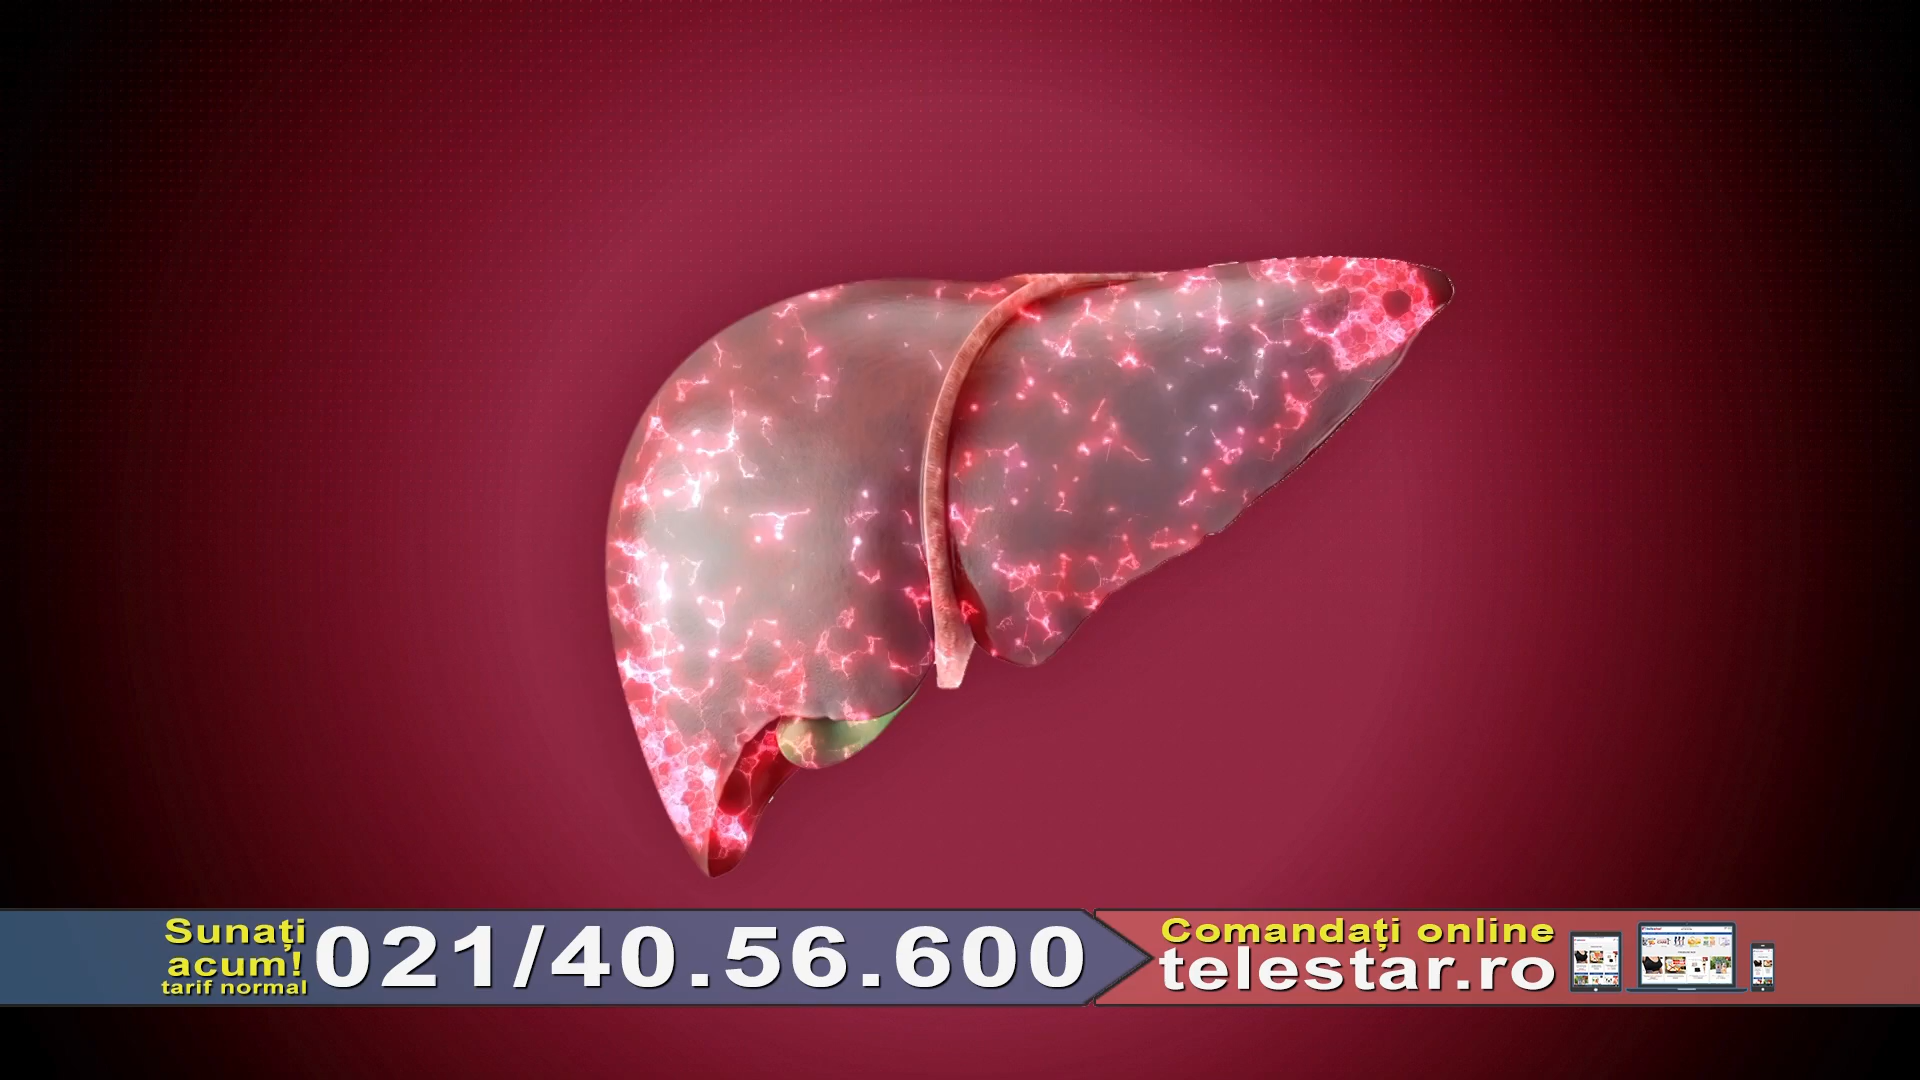 Sunați
acum!
tarif normal
021/40.56.600
Comandați online
telestar.ro